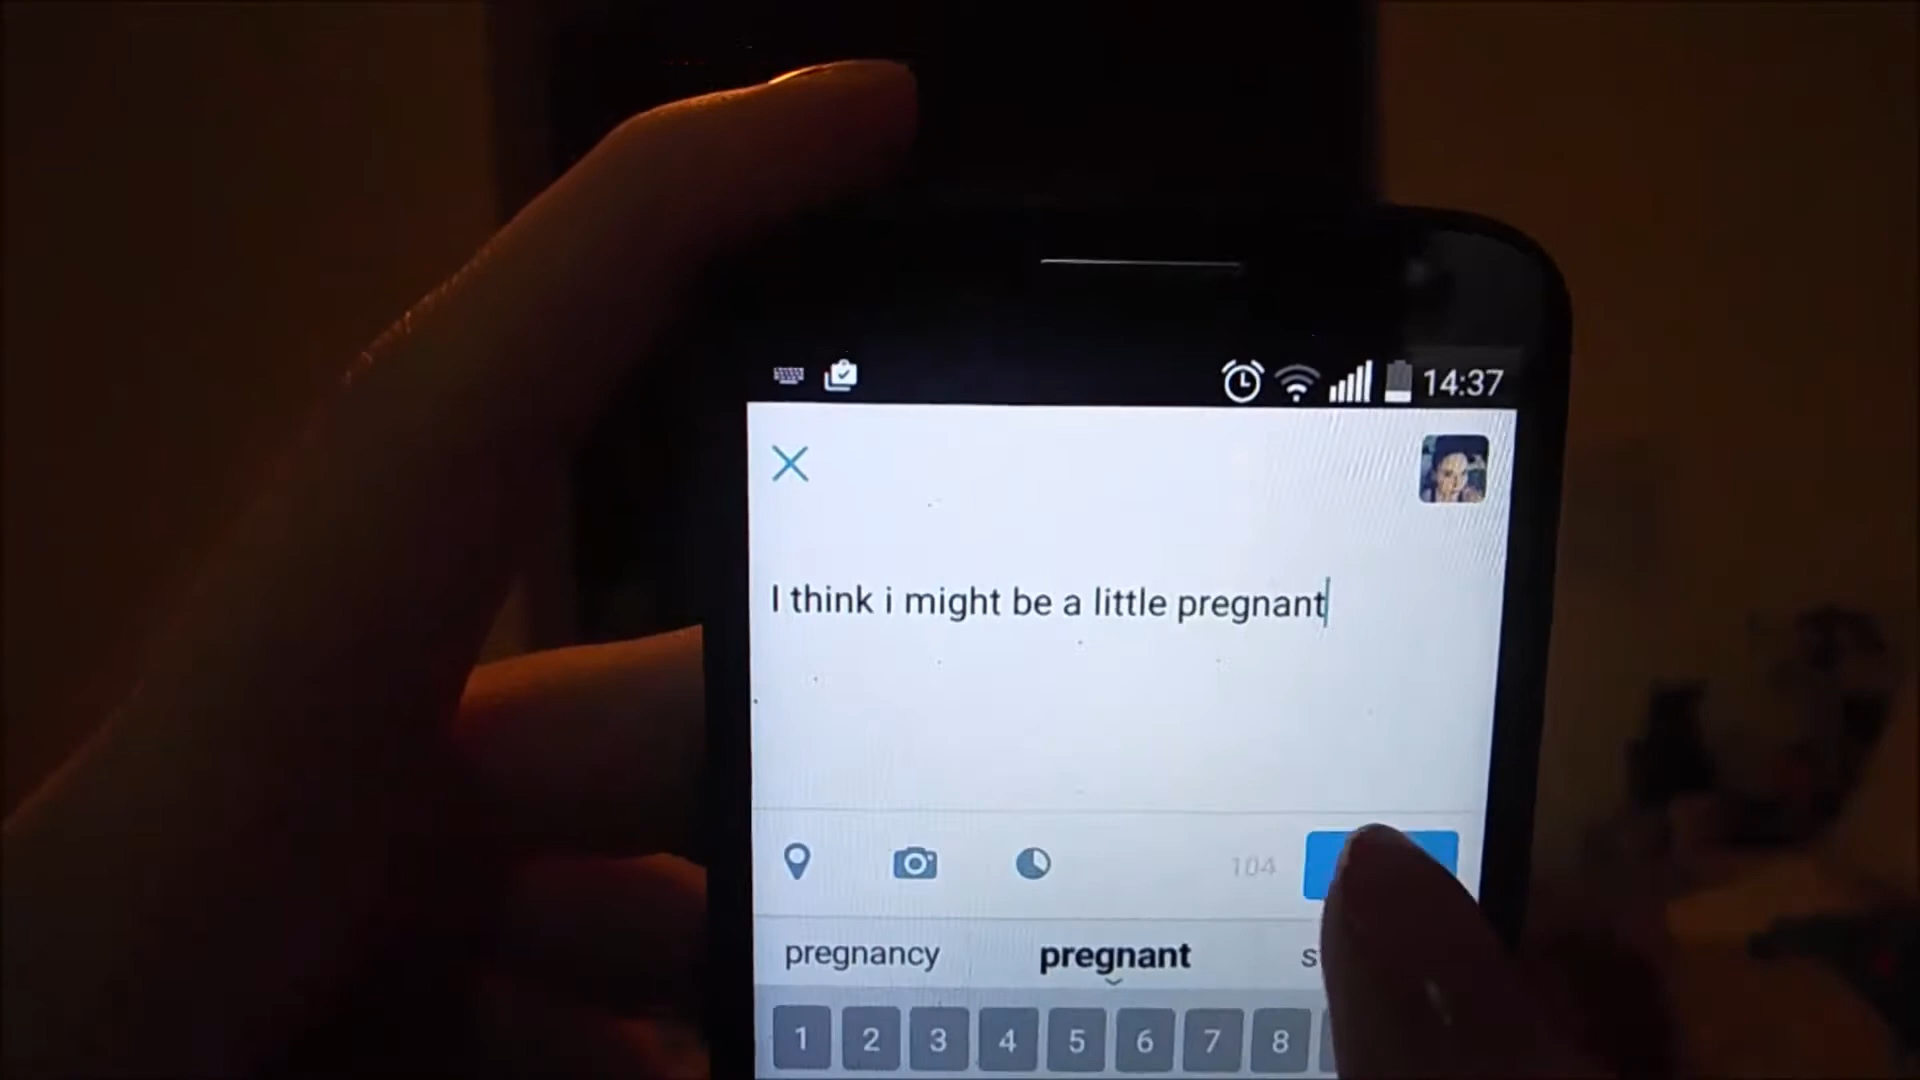 14:37
I think i might be a little pregnant
104
pregnancy pregnant
1 2 3 4 5 6 7 8